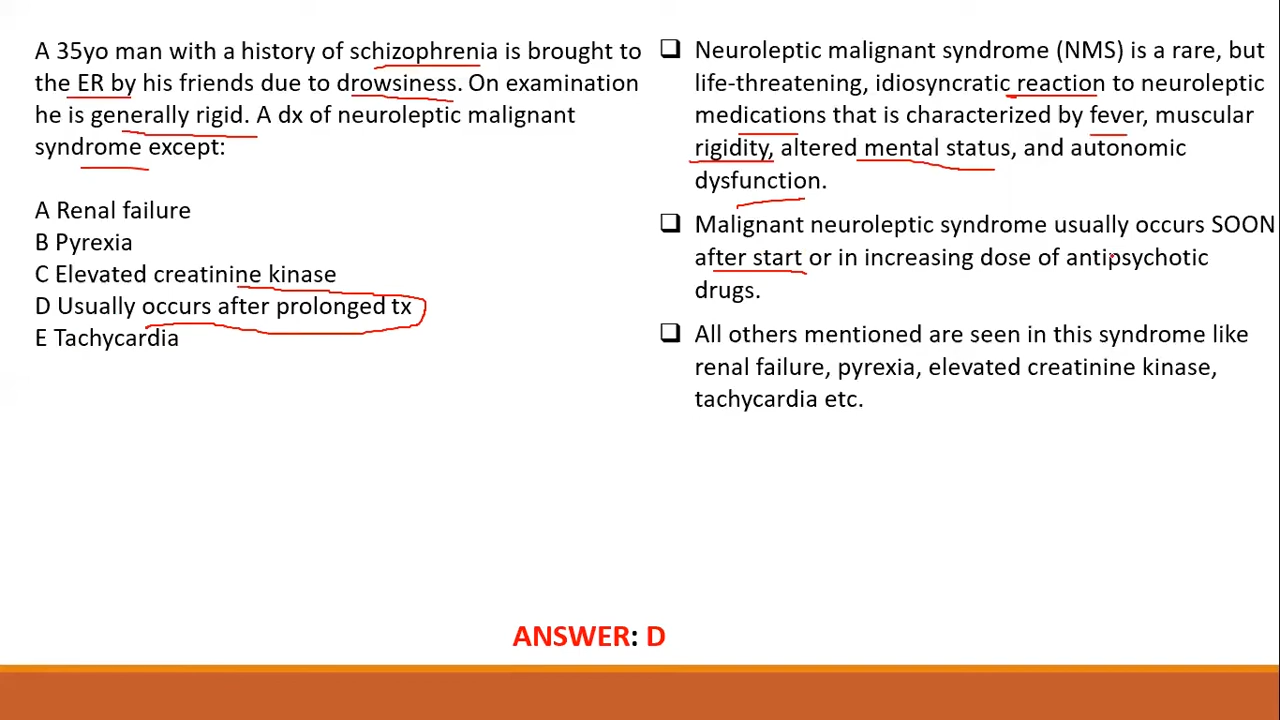 A 35yo man with a history of schizophrenia is brought to
the ER by his friends due to drowsiness. On examination
he is generally rigid. A dx of neuroleptic malignant
syndrome except:
A Renal failure
B Pyrexia
C Elevated creatinine kinase
D Usually occurs after prolonged tx
E Tachycardia
Neuroleptic malignant syndrome (NMS) is a rare, but
life-threatening, idiosyncratic reaction to neuroleptic
medications that is characterized by fever, muscular
rigidity, altered mental status, and autonomic
dysfunction.
Malignant neuroleptic syndrome usually occurs SOON
after start or in increasing dose of antipsychotic
drugs.
All others mentioned are seen in this syndrome like
renal failure, pyrexia, elevated creatinine kinase,
tachycardia etc.
ANSWER: D